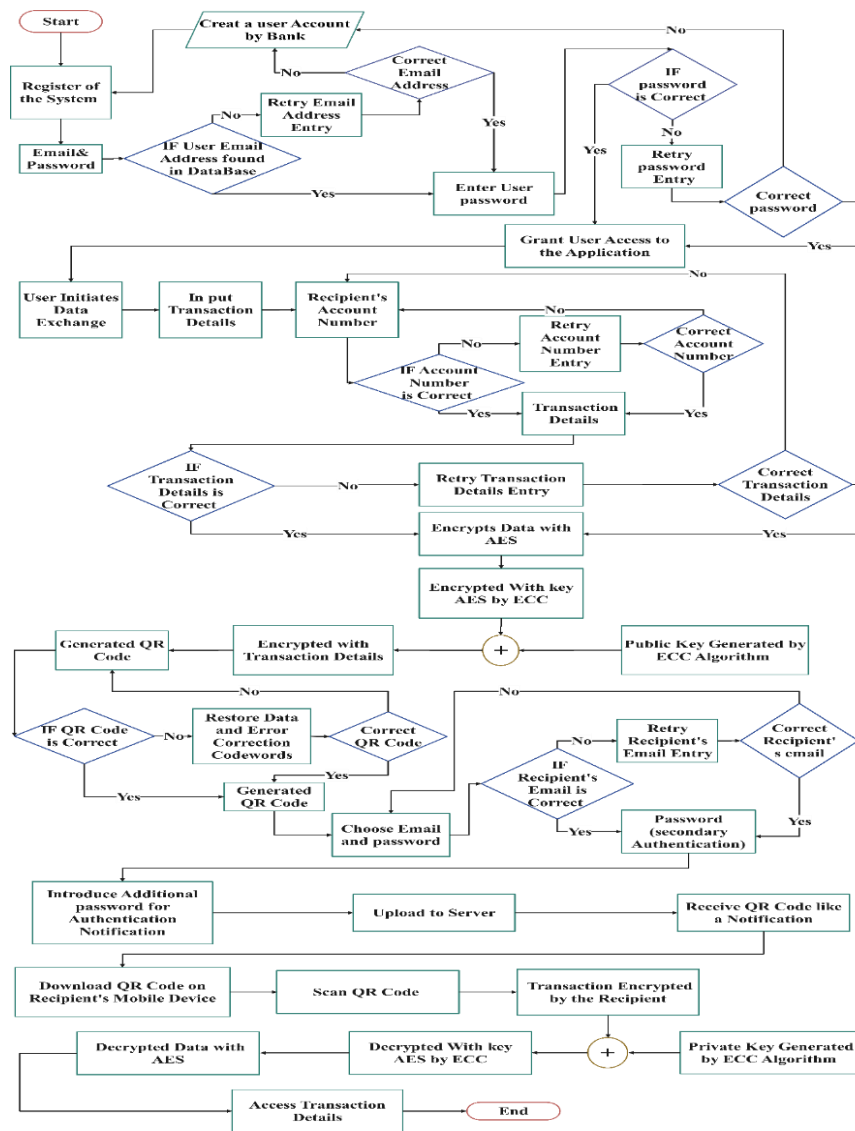 Start
Creat a user Account
by Bank
No
Register of
the System
No
Correct
Email
Address
IF
password
is Correct
No
Retry Email
Address
Entry
Yes
Yes
No
Email&
Password
IF User Email
Address found
in DataBase
Yes
Enter User
password
Retry
password
Entry
Correct
password
Grant User Access to
the Application
Yes
No
User Initiates
Data
Exchange
In put
Transaction
Details
Recipient's
Account
Number
No
No
Retry
Account
Number
Entry
Correct
Account
Number
IF Account
Number
is Correct
Yes
Transaction
Details
Yes
IF
Transaction
Details is
Correct
No
Retry Transaction
Details Entry
Correct
Transaction
Details
Yes
Encrypts Data with
AES
Yes
Encrypted With key
AES by ECC
Generated QR
Code
Encrypted with
Transaction Details
+
Public Key Generated by
ECC Algorithm
No
No
IF QR Code
is Correct
No
Restore Data
and Error
Correction
Codewords
Correct
QR Code
No
Retry
Recipient's
Email Entry
Correct
Recipient'
s email
IF
Recipient's
Email is
Correct
Yes
Yes
Generated
QR Code
Choose Email
and password
Yes
Password
(secondary
Authentication)
Yes
Introduce Additional
password for
Authentication
Notification
Upload to Server
Receive QR Code like
a Notification
Download QR Code on
Recipient's Mobile Device
Scan QR Code
Transaction Encrypted
by the Recipient
Decrypted Data with
AES
Decrypted With key
AES by ECC
+
Private Key Generated
by ECC Algorithm
Access Transaction
Details
End